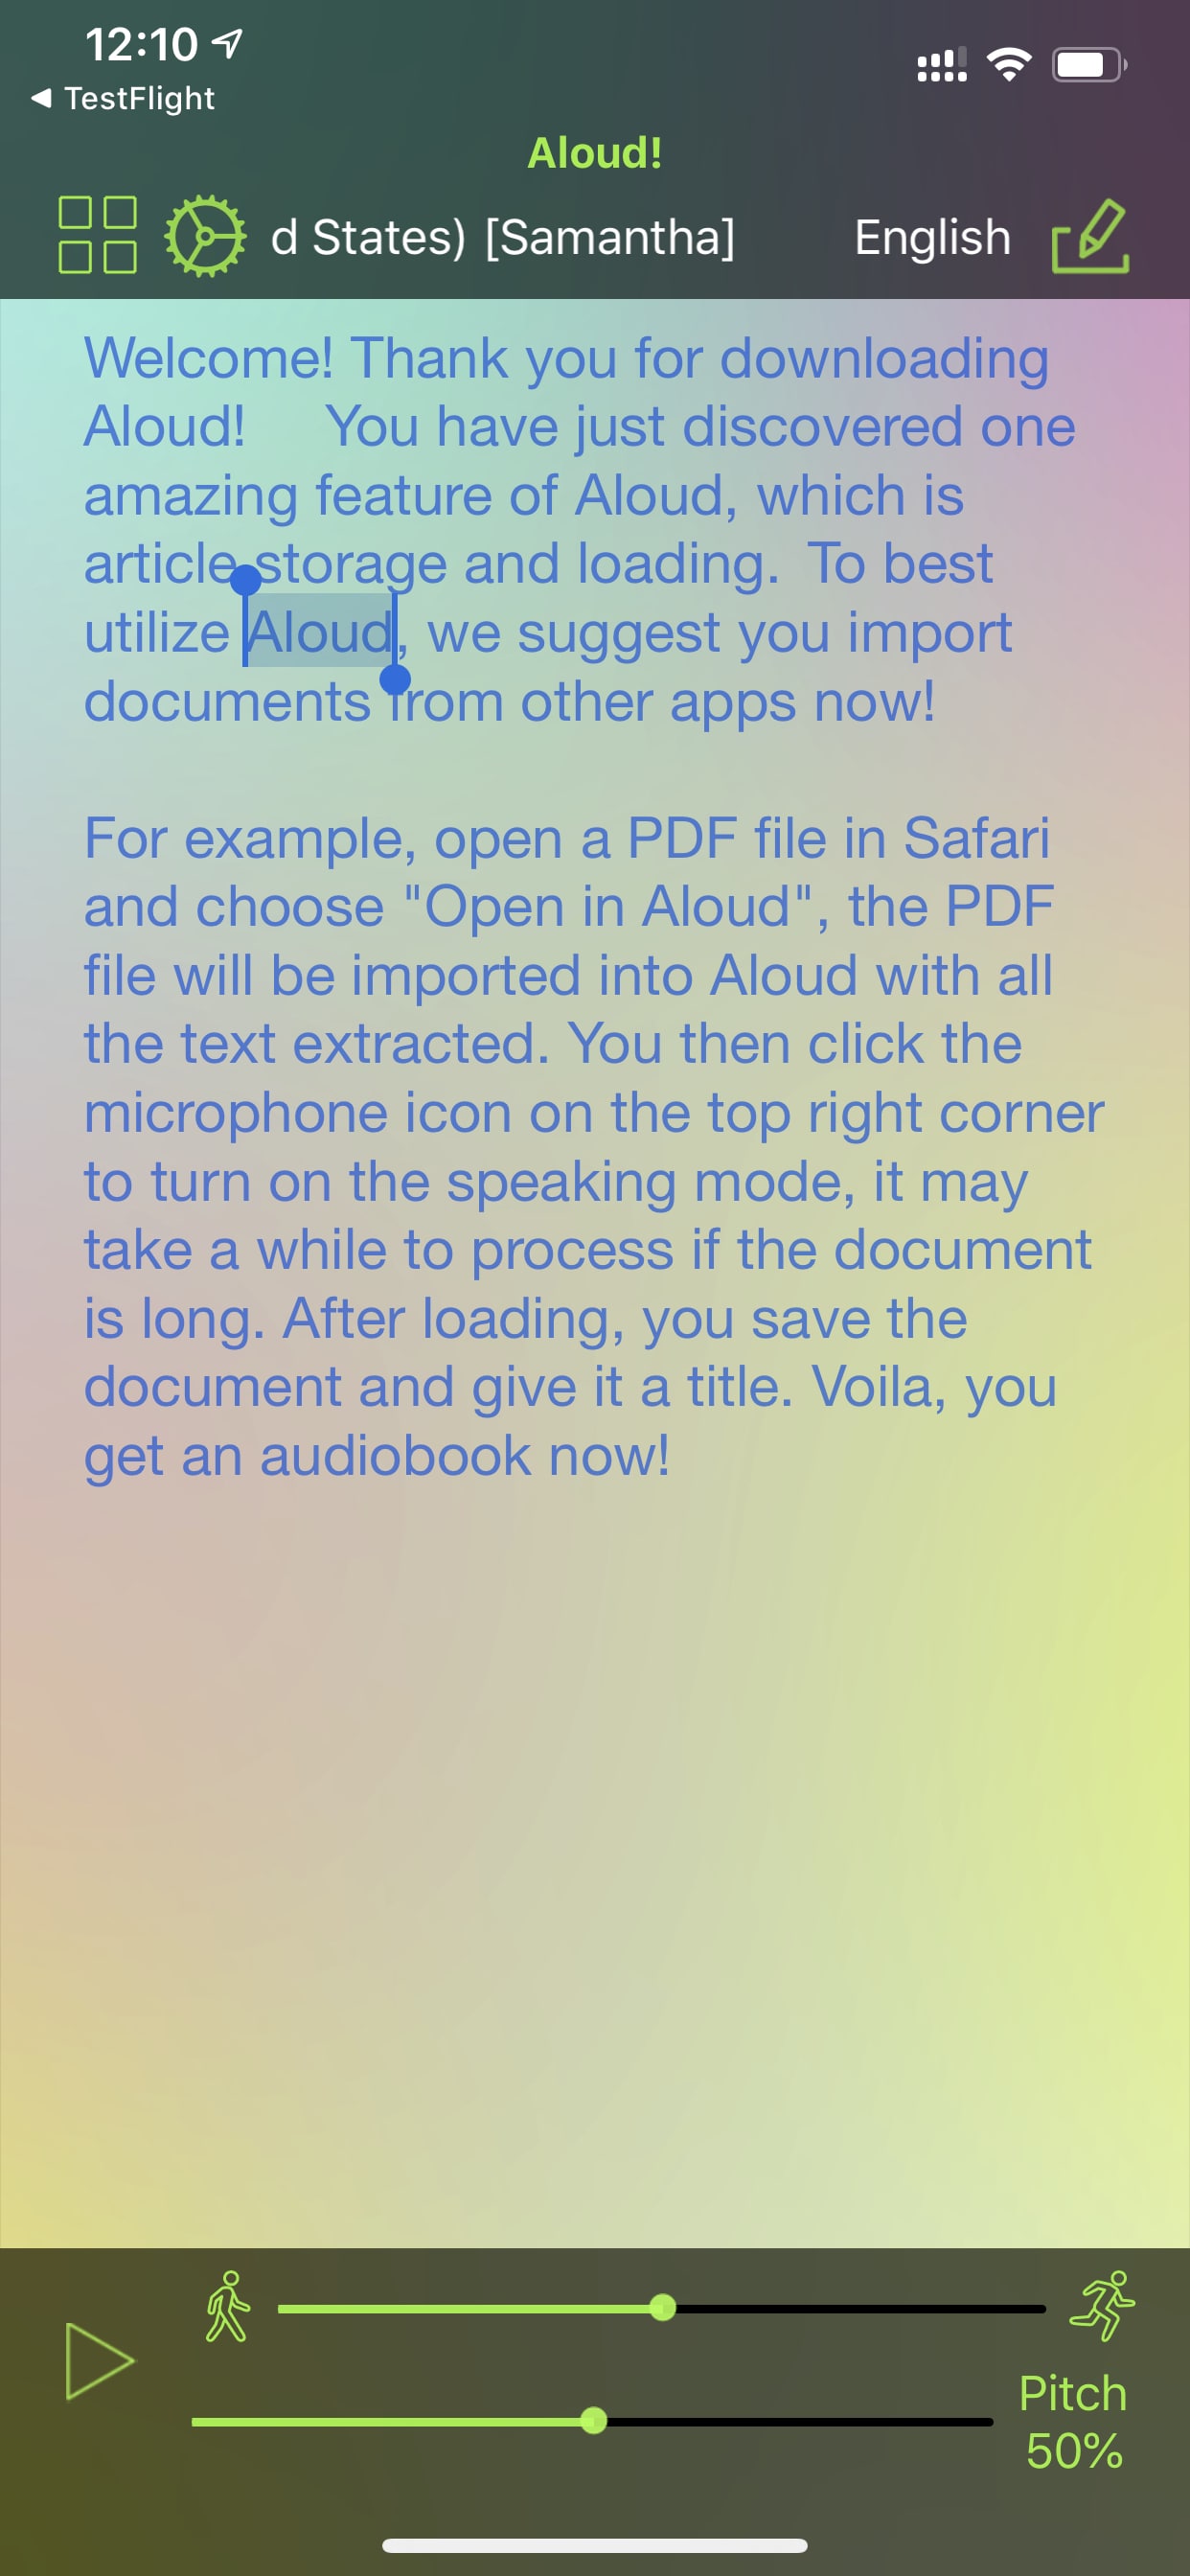 12:10
TestFlight
Aloud!
d States) [Samantha] English
Welcome! Thank you for downloading
Aloud!     You have just discovered one
amazing feature of Aloud, which is
article storage and loading.  To best
utilize Aloud, we suggest you import
documents from other apps now!
For example, open a PDF file in Safari
and choose "Open in Aloud", the PDF
file will be imported into Aloud with all
the text extracted. You then click the
microphone icon on the top right corner
to turn on the speaking mode, it may
take a while to process if the document
is long. After loading, you save the
document and give it a title. Voila, you
get an audiobook now!
Pitch
50%